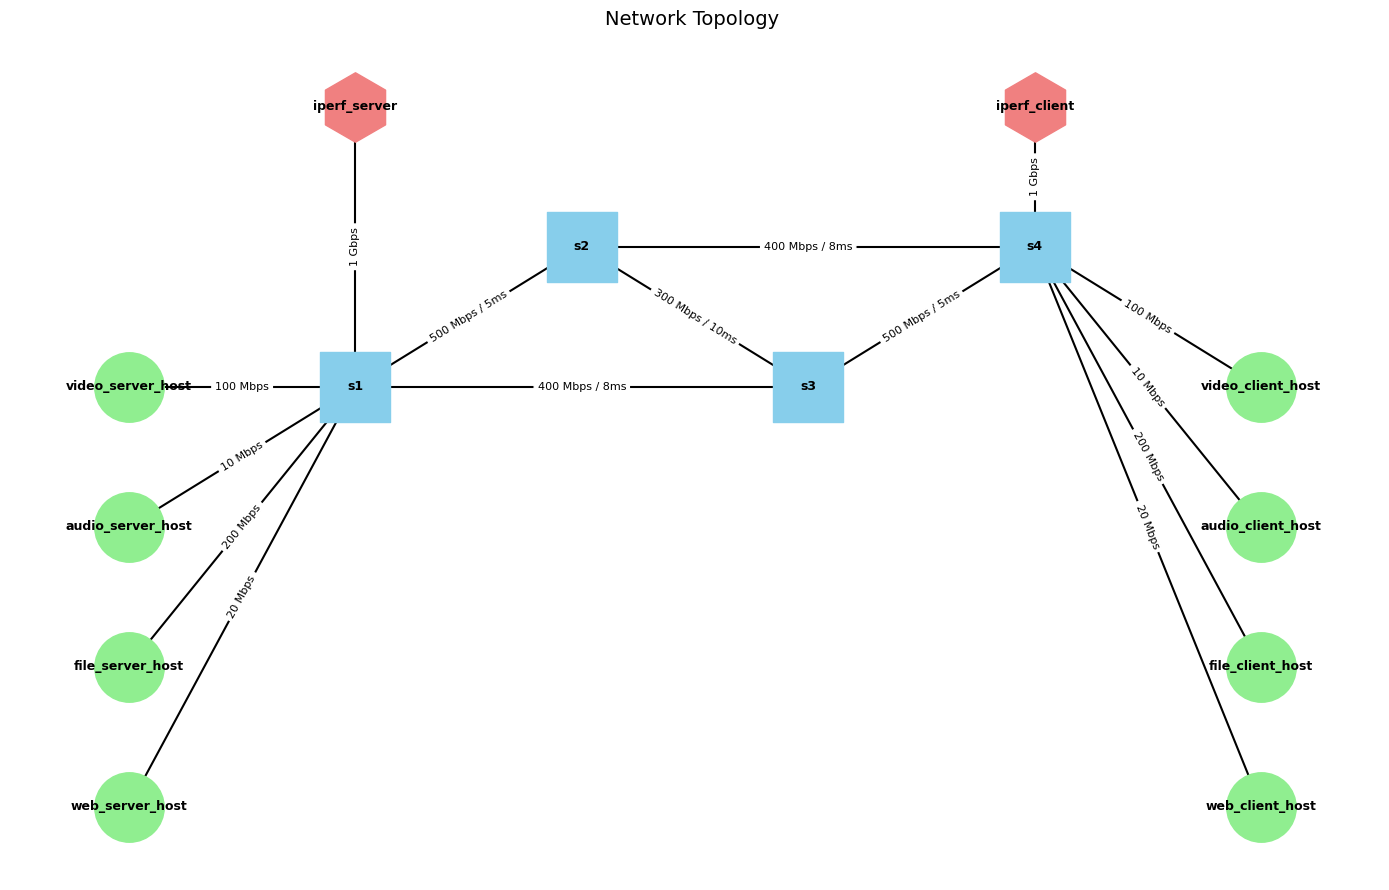 Network Topology
iperf_server
iperf_client
1 Gbps
1 Gbps
s2
400 Mbps / 8ms
s4
500 Mbps / 5ms
300 Mbps / 10ms
500 Mbps / 5ms
100 Mbps
video_server_host
100 Mbps
s1
400 Mbps / 8ms
s3
10 Mbps
video_client_host
10 Mbps
200 Mbps
audio_server_host
200 Mbps
20 Mbps
audio_client_host
20 Mbps
file_server_host
file_client_host
web_server_host
web_client_host